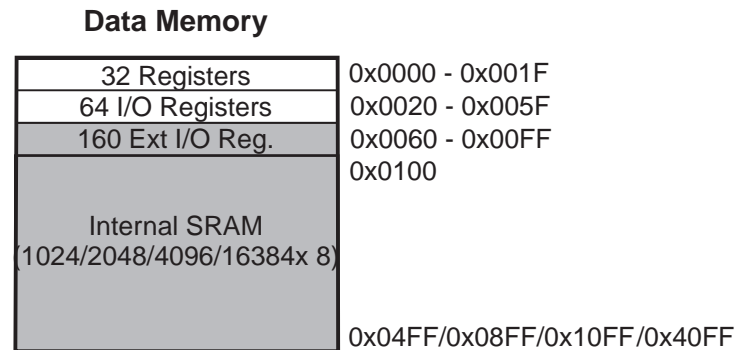 Data Memory
32 Registers 0x0000 - 0x001F
64 I/O Registers 0x0020 - 0x005F
160 Ext I/O Reg. 0x0060 - 0x00FF
0x0100
Internal SRAM
(1024/2048/4096/16384x 8)
0x04FF/0x08FF/0x10FF/0x40FF